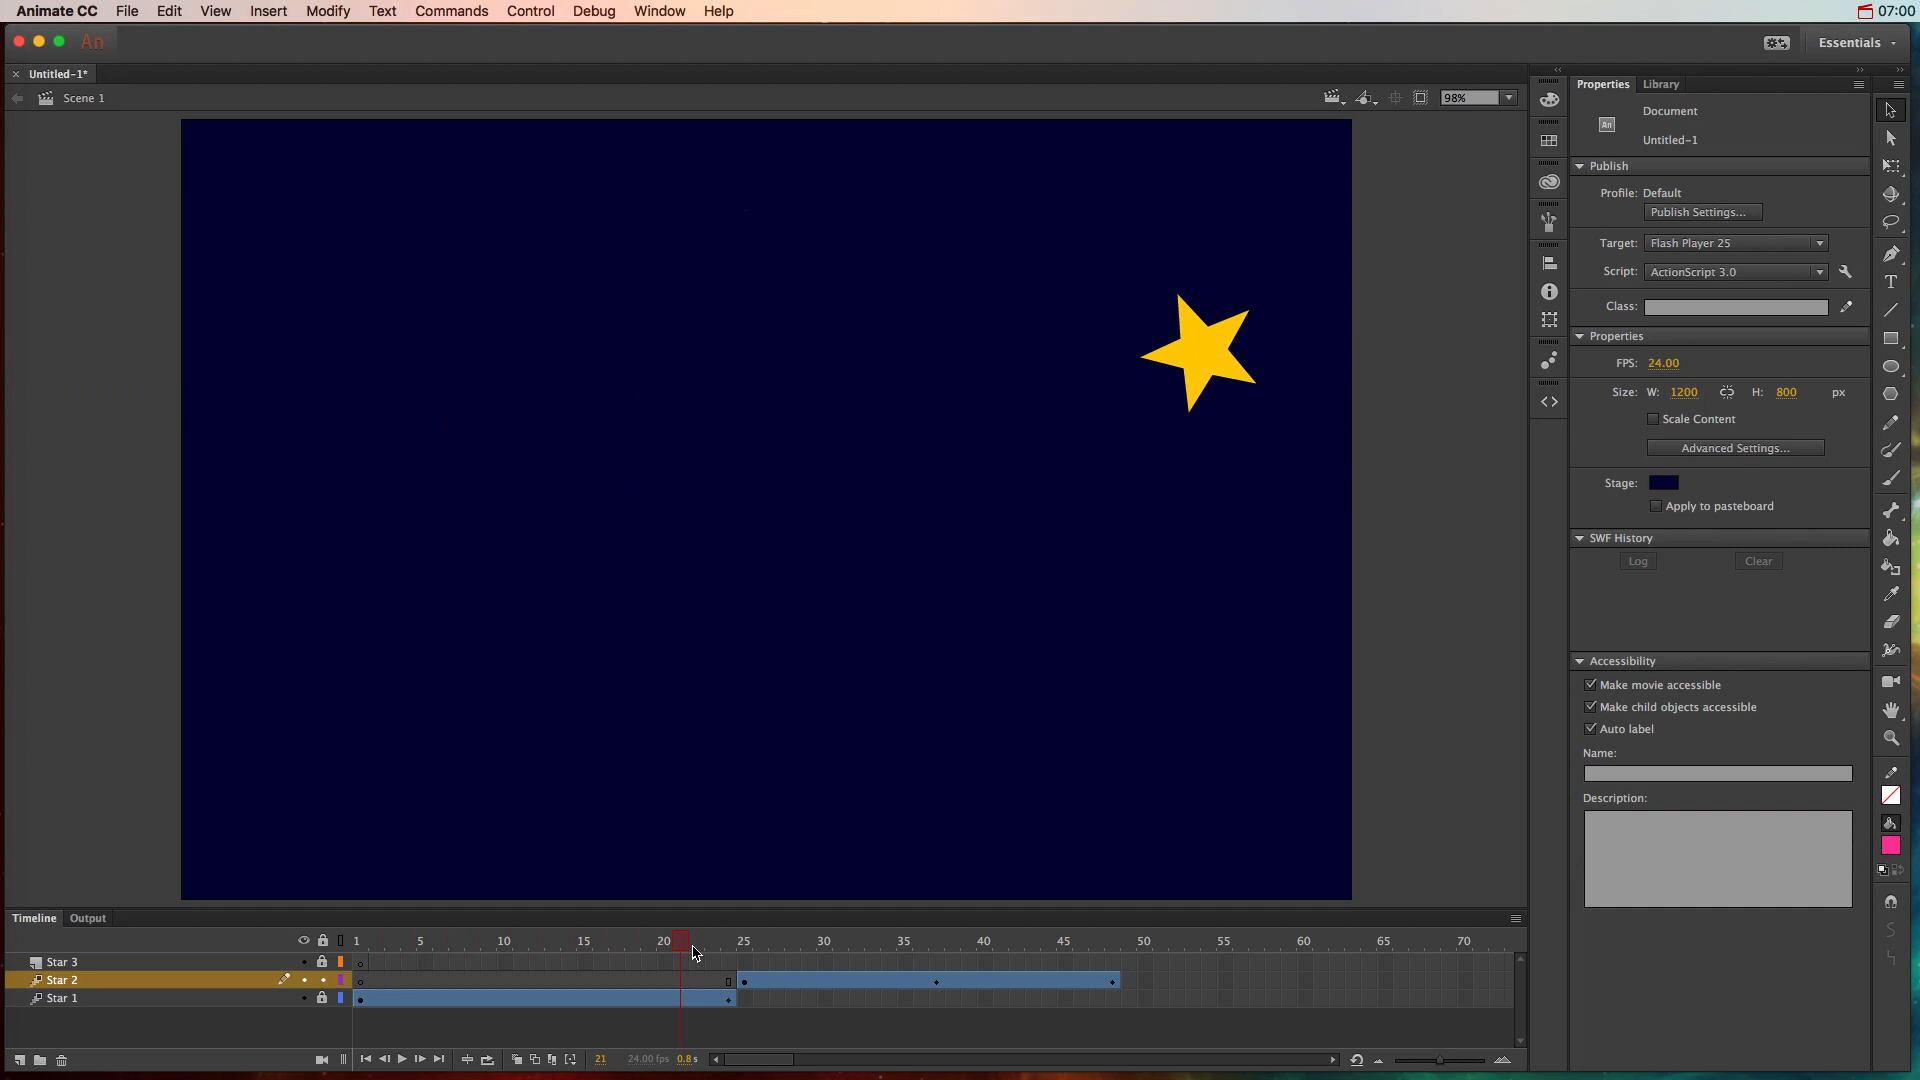 Animate CC File Edit View Insert Modify Text Commands Control Debug Window Help 07:00
An Essentials
Untitled-1*
Scene 1 98%
Properties Library
Document
An
Untitled-1
Publish
Profile: Default
Publish Settings...
Target: Flash Player 25
Script: ActionScript 3.0
Class:
Properties
FPS: 24.00
Size: W: 1200 H: 800 px
Scale Content
Advanced Settings...
Stage:
Apply to pasteboard
SWF History
Log Clear
Accessibility
Make movie accessible
Make child objects accessible
Auto label
Name:
Description:
T
Timeline Output
1 5 10 15 20 25 30 35 40 45 50 55 60 65 70
Star 3
Star 2
Star 1
21 24.00 fps 0.8 s